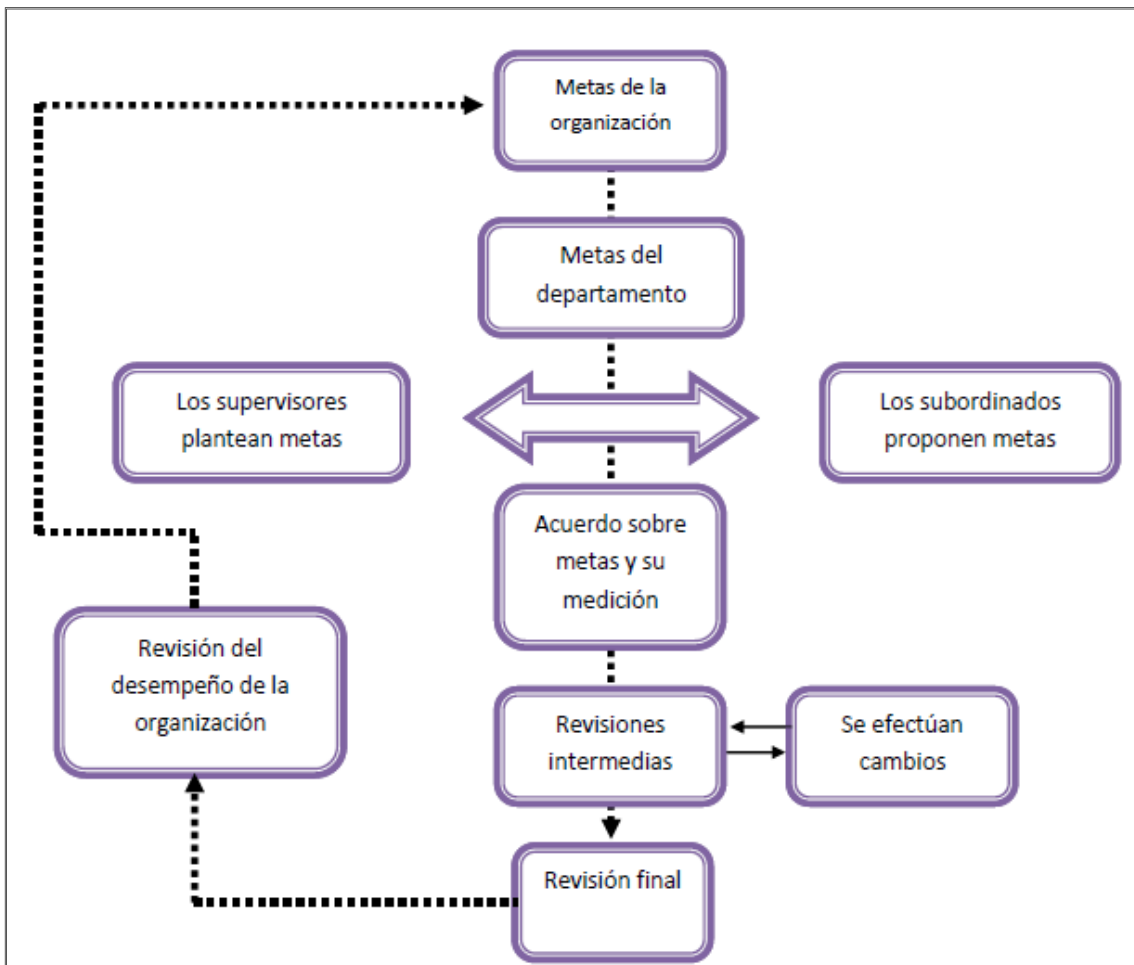 Metas de la
organización
Metas del
departamento
Los supervisores
plantean metas
Los subordinados
proponen metas
Acuerdo sobre
metas y su
medición
Revisión del
desempeño de la
organización
Revisiones
intermedias
Se efectúan
cambios
Revisión final